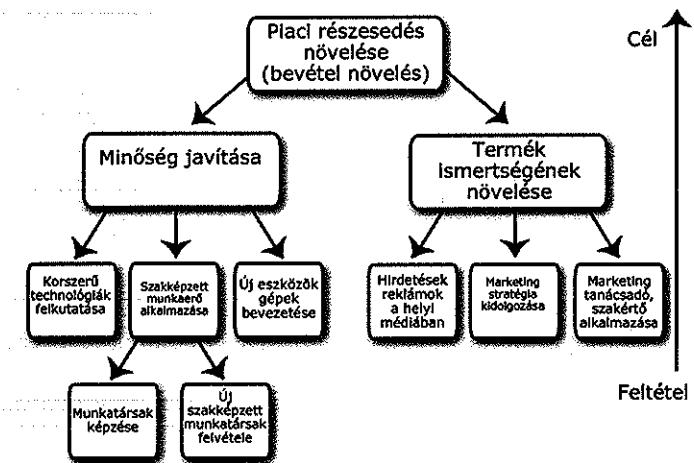 Piaci részesedés
növelése
(bevétel növelés)
Cél
Minőség javítása
Termék
ismertségének
növelése
Korszerű
technológiák
felkutatása
Szakképzett
munkaerő
alkalmazása
Új eszközök
gépek
bevezetése
Hirdetések
reklámok
a helyi
médiában
Marketing
stratégia
kidolgozása
Marketing
tanácsadó,
szakértő
alkalmazása
Feltétel
Munkatársak
képzése
Új
szakképzett
munkatársak
felvétele